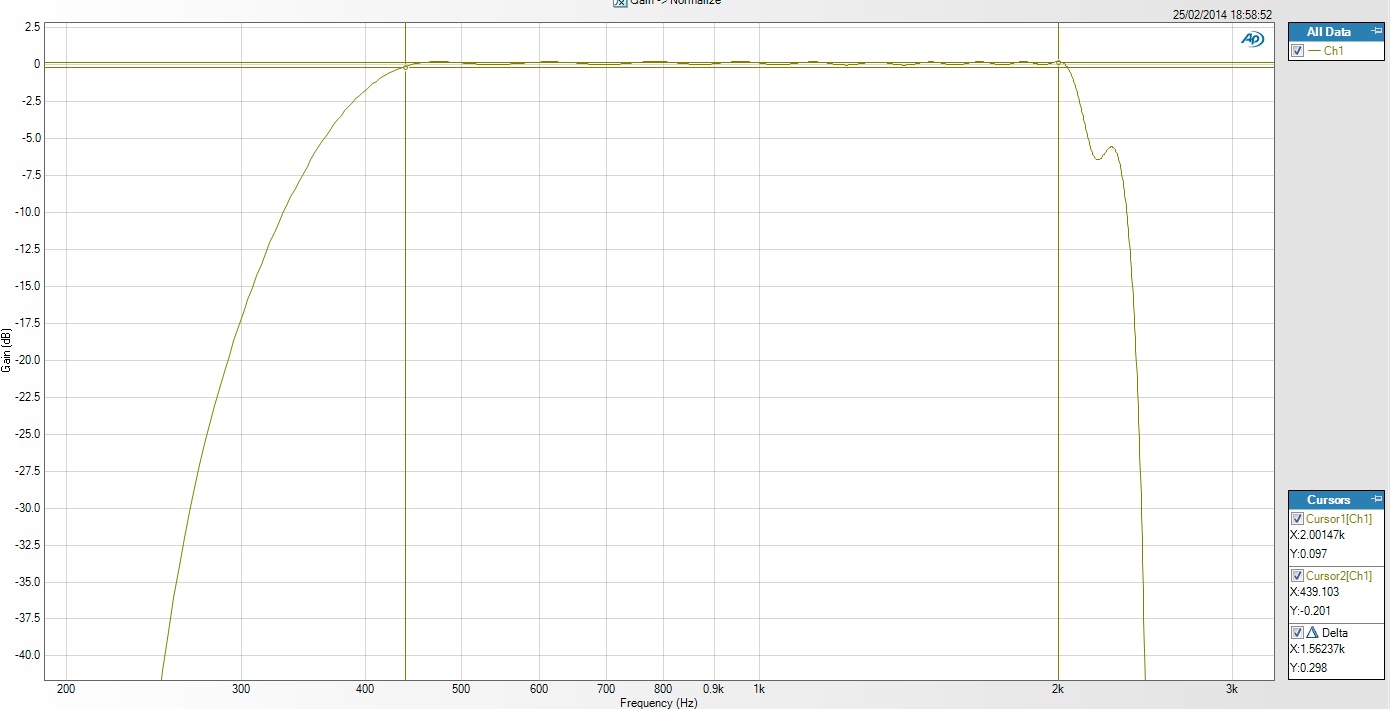 Gain -> Normalize
25/02/2014 18:58:52
AP
All Data
Ch1
2.5
0
-2.5
-5.0
-7.5
-10.0
-12.5
-15.0
-17.5
-20.0
-22.5
-25.0
-27.5
-30.0
-32.5
-35.0
-37.5
-40.0
Gain (dB)
200 300 400 500 600 700 800 0.9k 1k 2k 3k
Frequency (Hz)
Cursors
Cursor1[Ch1]
X:2.00147k
Y:0.097
Cursor2[Ch1]
X:439.103
Y:-0.201
Delta
X:1.56237k
Y:0.298